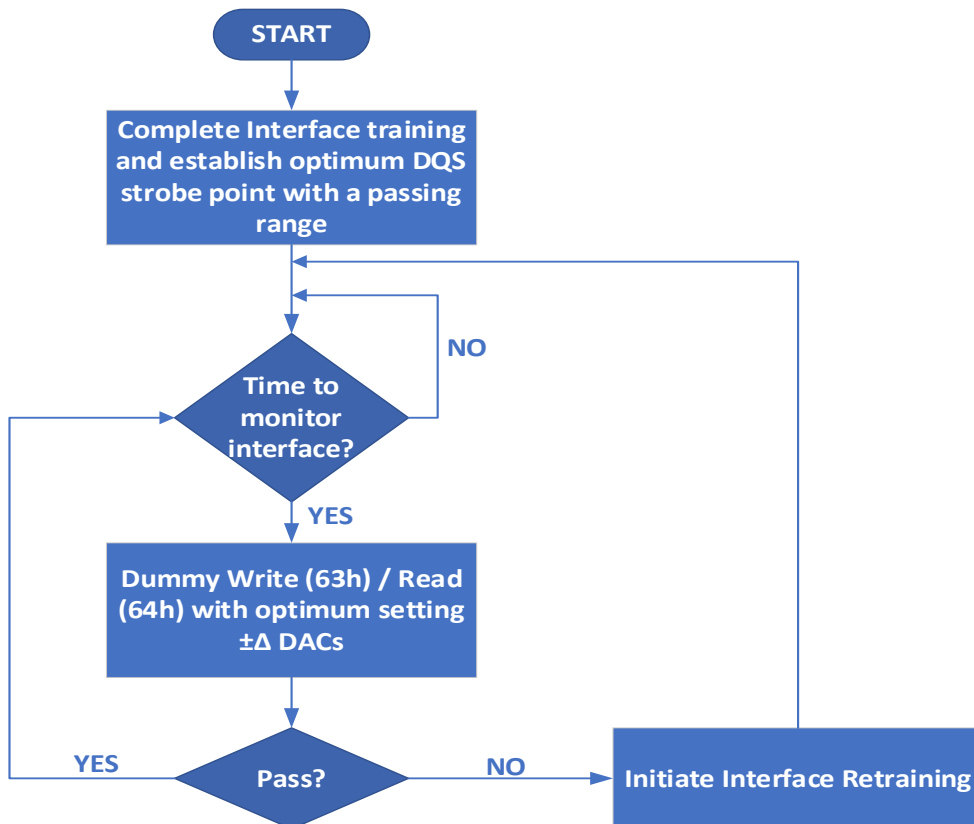 START
Complete Interface training
and establish optimum DQS
strobe point with a passing
range
NO
Time to
monitor
interface?
YES
Dummy Write (63h) / Read
(64h) with optimum setting
±Δ DACs
YES
Pass?
NO
Initiate Interface Retraining